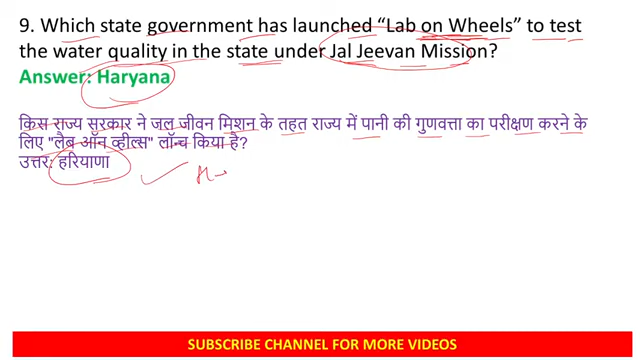 9. Which state government has launched “Lab on Wheels” to test
the water quality in the state under Jal Jeevan Mission?
Answer: Haryana
किस राज्य सरकार ने जल जीवन मिशन के तहत राज्य में पानी की गुणवत्ता का परीक्षण करने के
लिए "लैब ऑन व्हील्स" लॉन्च किया है?
उत्तर: हरियाणा
SUBSCRIBE CHANNEL FOR MORE VIDEOS